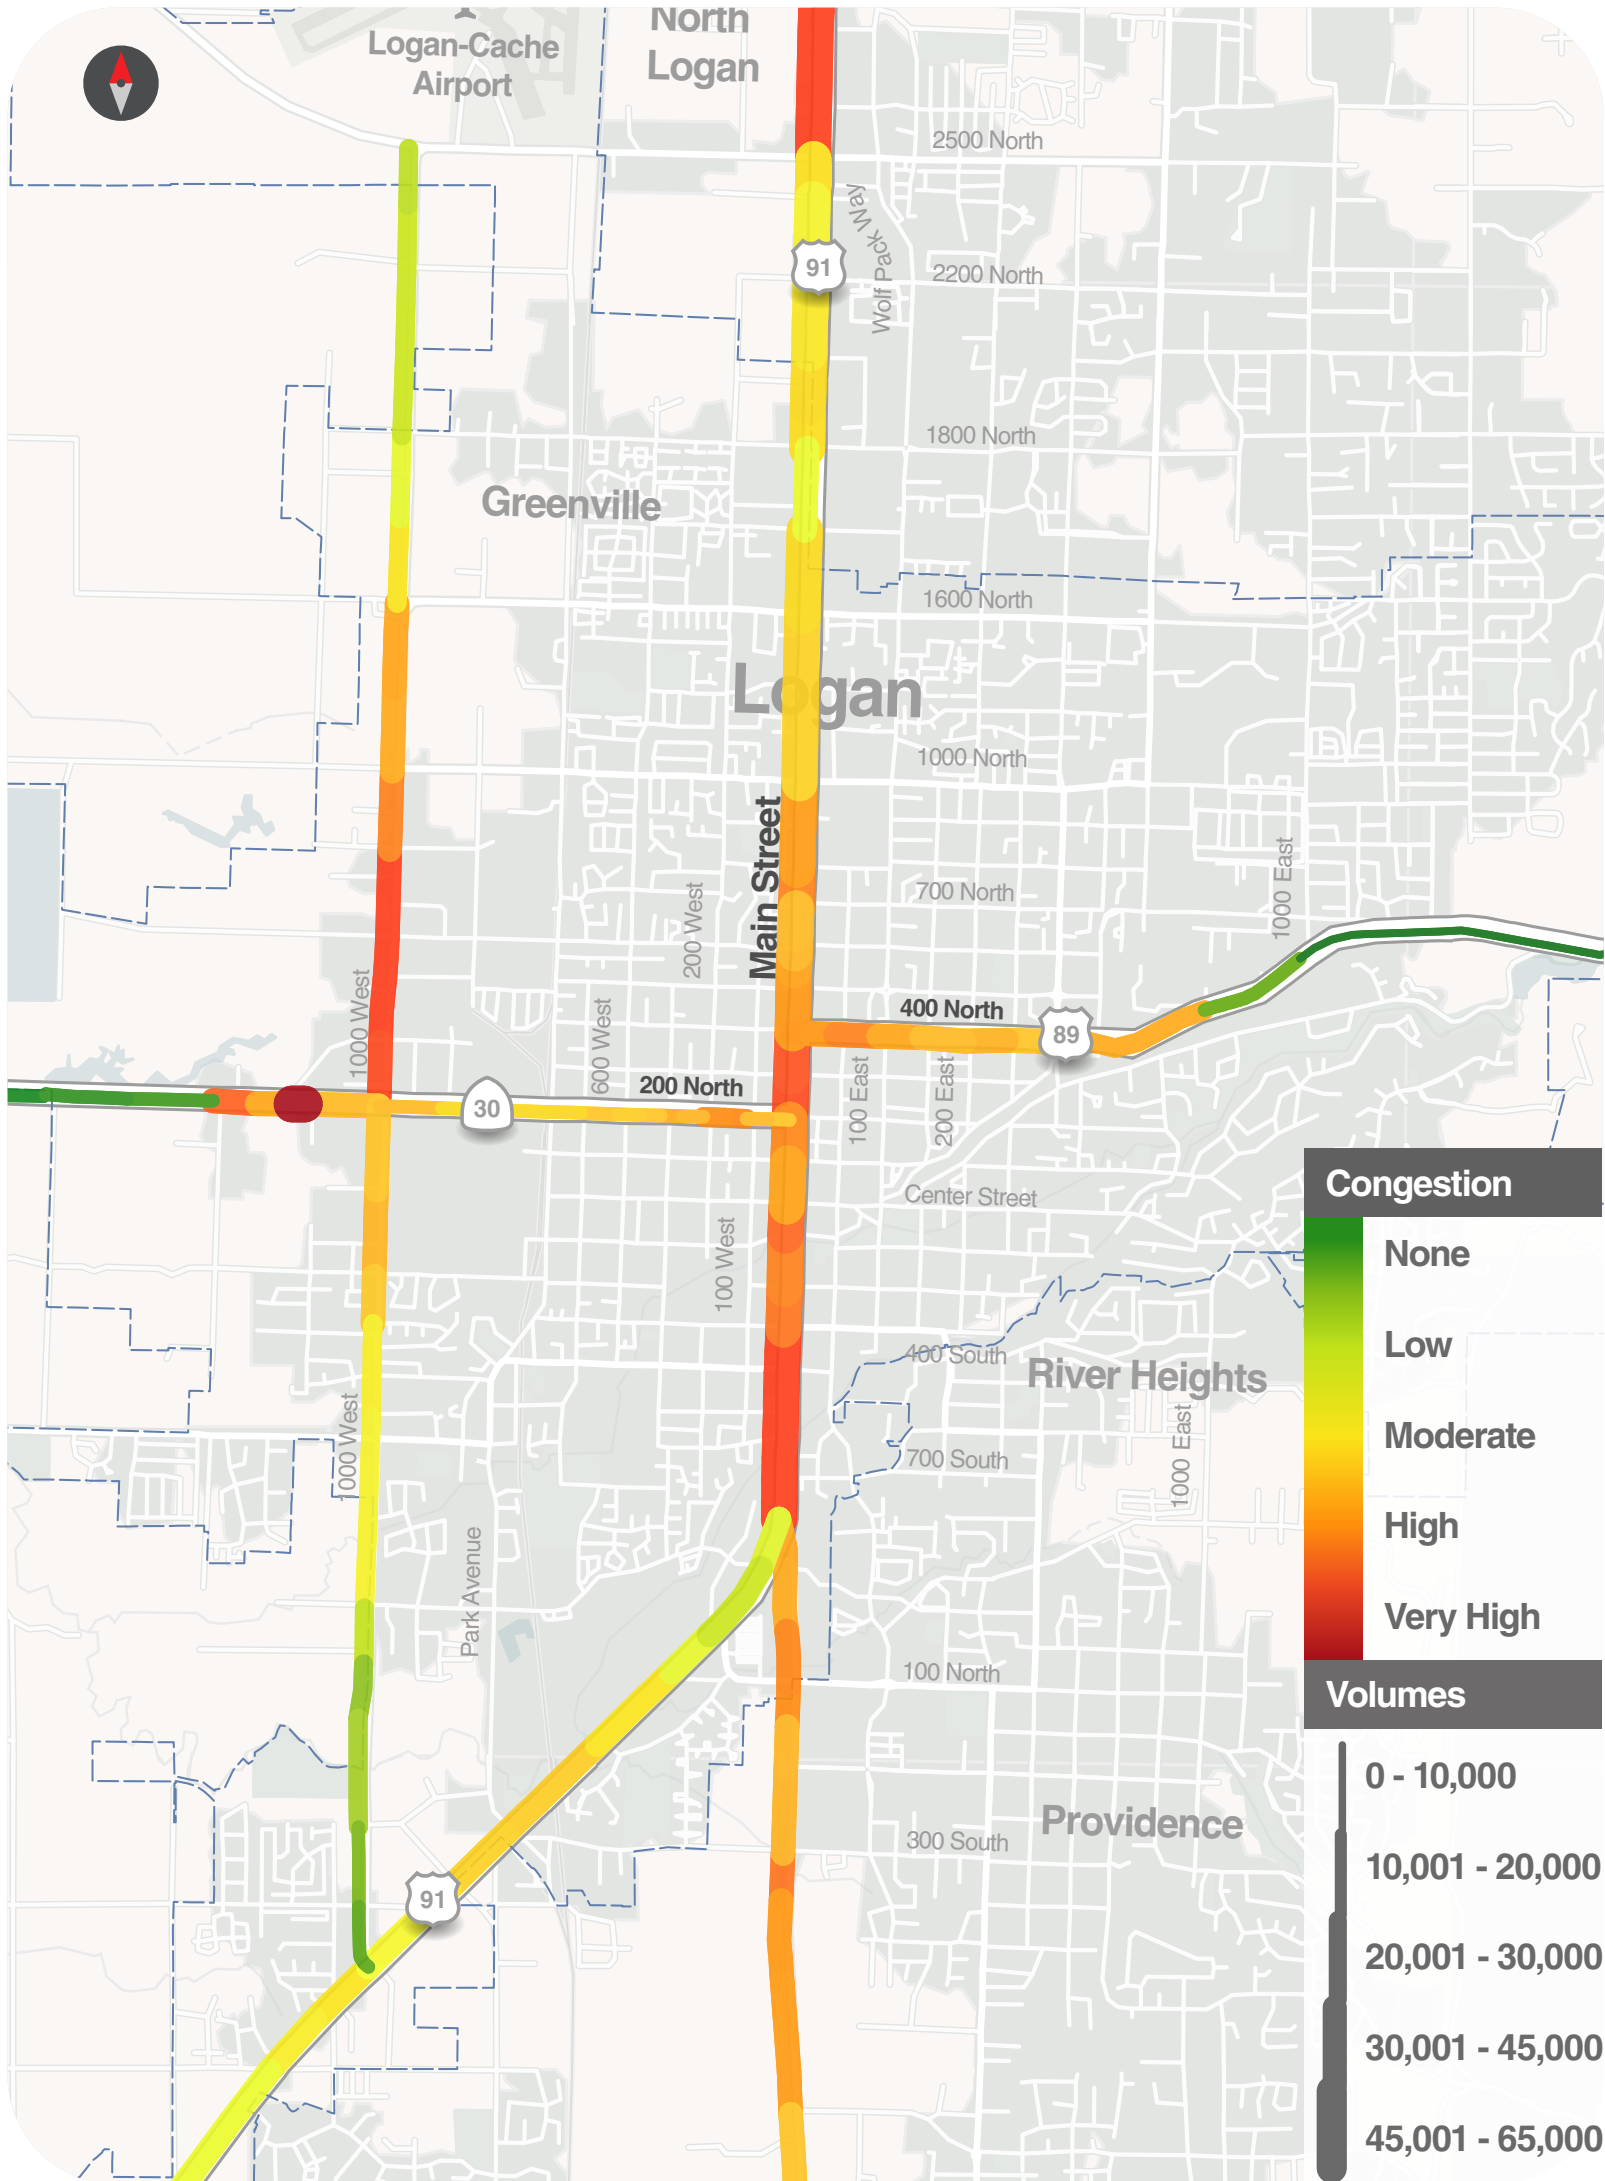 North
Logan
Logan-Cache
Airport
2500 North
Wolf Pack Way
91
2200 North
1800 North
Greenville
1600 North
Logan
1000 North
Main Street
1000 East
700 North
200 West
1000 West
600 West
400 North
89
200 North
30
100 East
200 East
Center Street
100 West
400 South
River Heights
1000 West
1000 East
700 South
Park Avenue
100 North
Providence
300 South
91
Congestion
None
Low
Moderate
High
Very High
Volumes
0 - 10,000
10,001 - 20,000
20,001 - 30,000
30,001 - 45,000
45,001 - 65,000